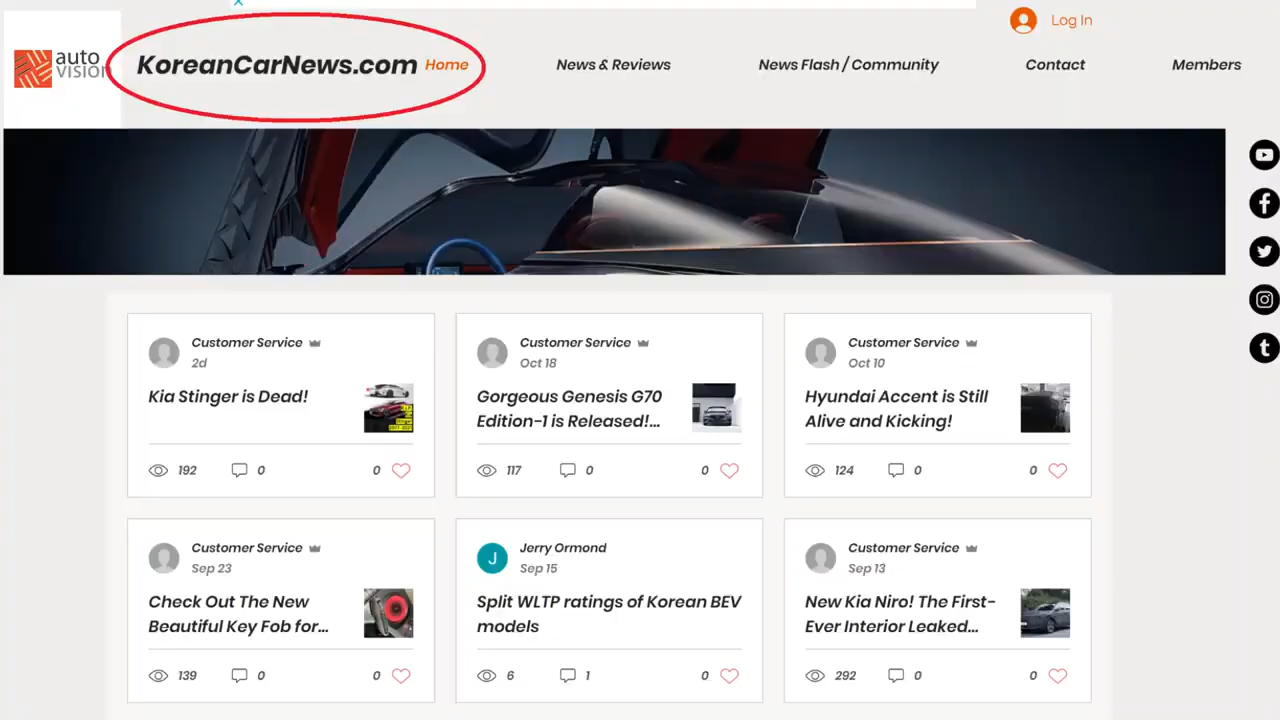 Log In
auto
vision
KoreanCarNews.com
Home
News & Reviews
News Flash / Community
Contact
Members
Customer Service
2d
Kia Stinger is Dead!
192
0
0
Customer Service
Oct 18
Gorgeous Genesis G70
Edition-1 is Released!...
117
0
0
Customer Service
Oct 10
Hyundai Accent is Still
Alive and Kicking!
124
0
0
Customer Service
Sep 23
Check Out The New
Beautiful Key Fob for...
139
0
0
J
Jerry Ormond
Sep 15
Split WLTP ratings of Korean BEV
models
6
1
0
Customer Service
Sep 13
New Kia Niro! The First-
Ever Interior Leaked...
292
0
0